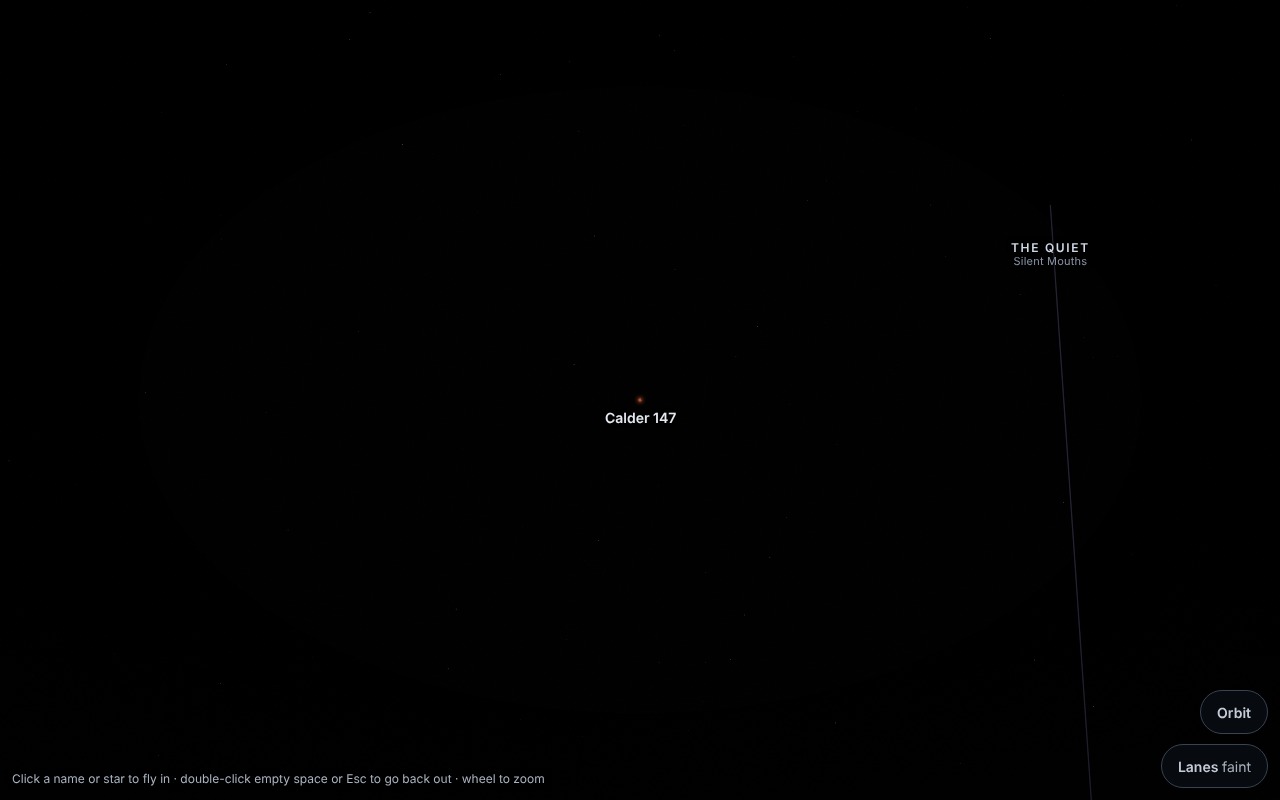 THE QUIET
Silent Mouths
Calder 147
Orbit
Lanes faint
Click a name or star to fly in · double-click empty space or Esc to go back out · wheel to zoom